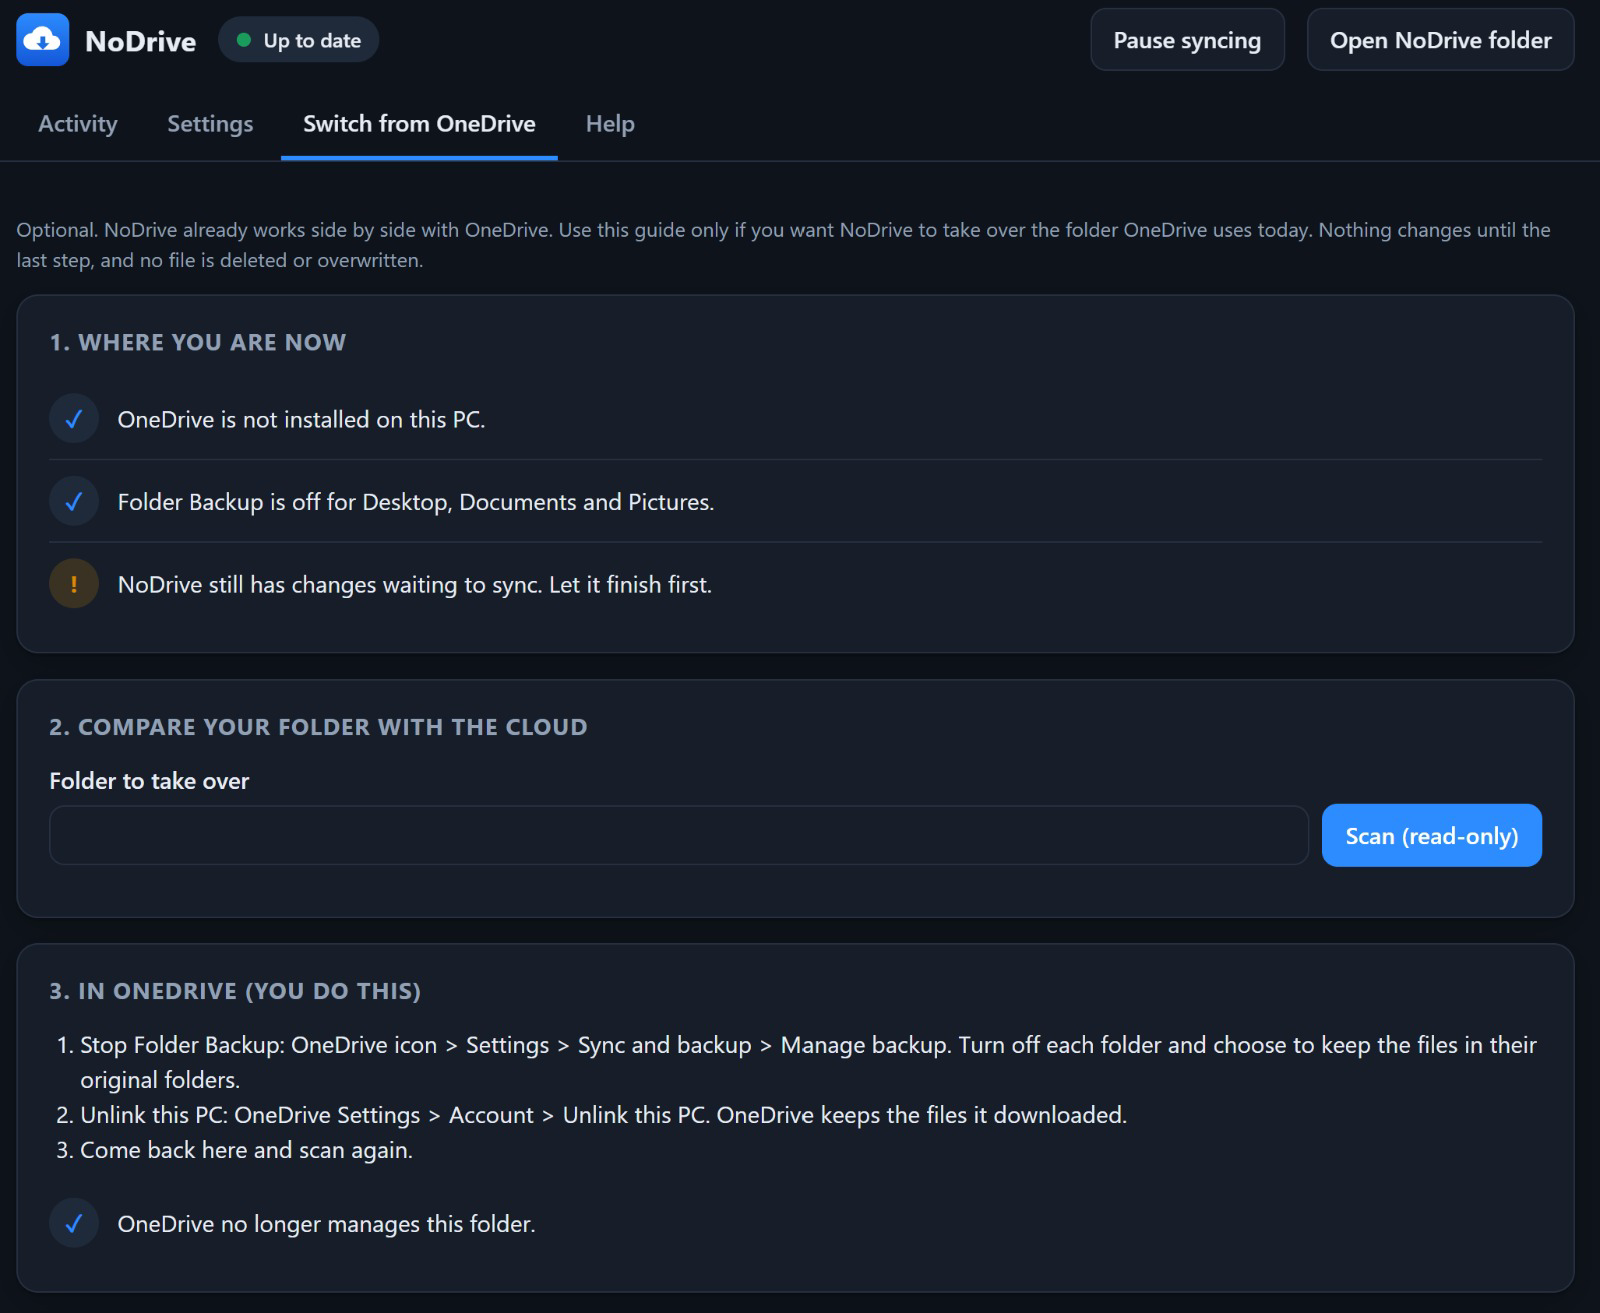 NoDrive
Up to date
Pause syncing
Open NoDrive folder
Activity
Settings
Switch from OneDrive
Help
Optional. NoDrive already works side by side with OneDrive. Use this guide only if you want NoDrive to take over the folder OneDrive uses today. Nothing changes until the
last step, and no file is deleted or overwritten.
1. WHERE YOU ARE NOW
✓ OneDrive is not installed on this PC.
✓ Folder Backup is off for Desktop, Documents and Pictures.
! NoDrive still has changes waiting to sync. Let it finish first.
2. COMPARE YOUR FOLDER WITH THE CLOUD
Folder to take over
Scan (read-only)
3. IN ONEDRIVE (YOU DO THIS)
1. Stop Folder Backup: OneDrive icon > Settings > Sync and backup > Manage backup. Turn off each folder and choose to keep the files in their
original folders.
2. Unlink this PC: OneDrive Settings > Account > Unlink this PC. OneDrive keeps the files it downloaded.
3. Come back here and scan again.
✓ OneDrive no longer manages this folder.